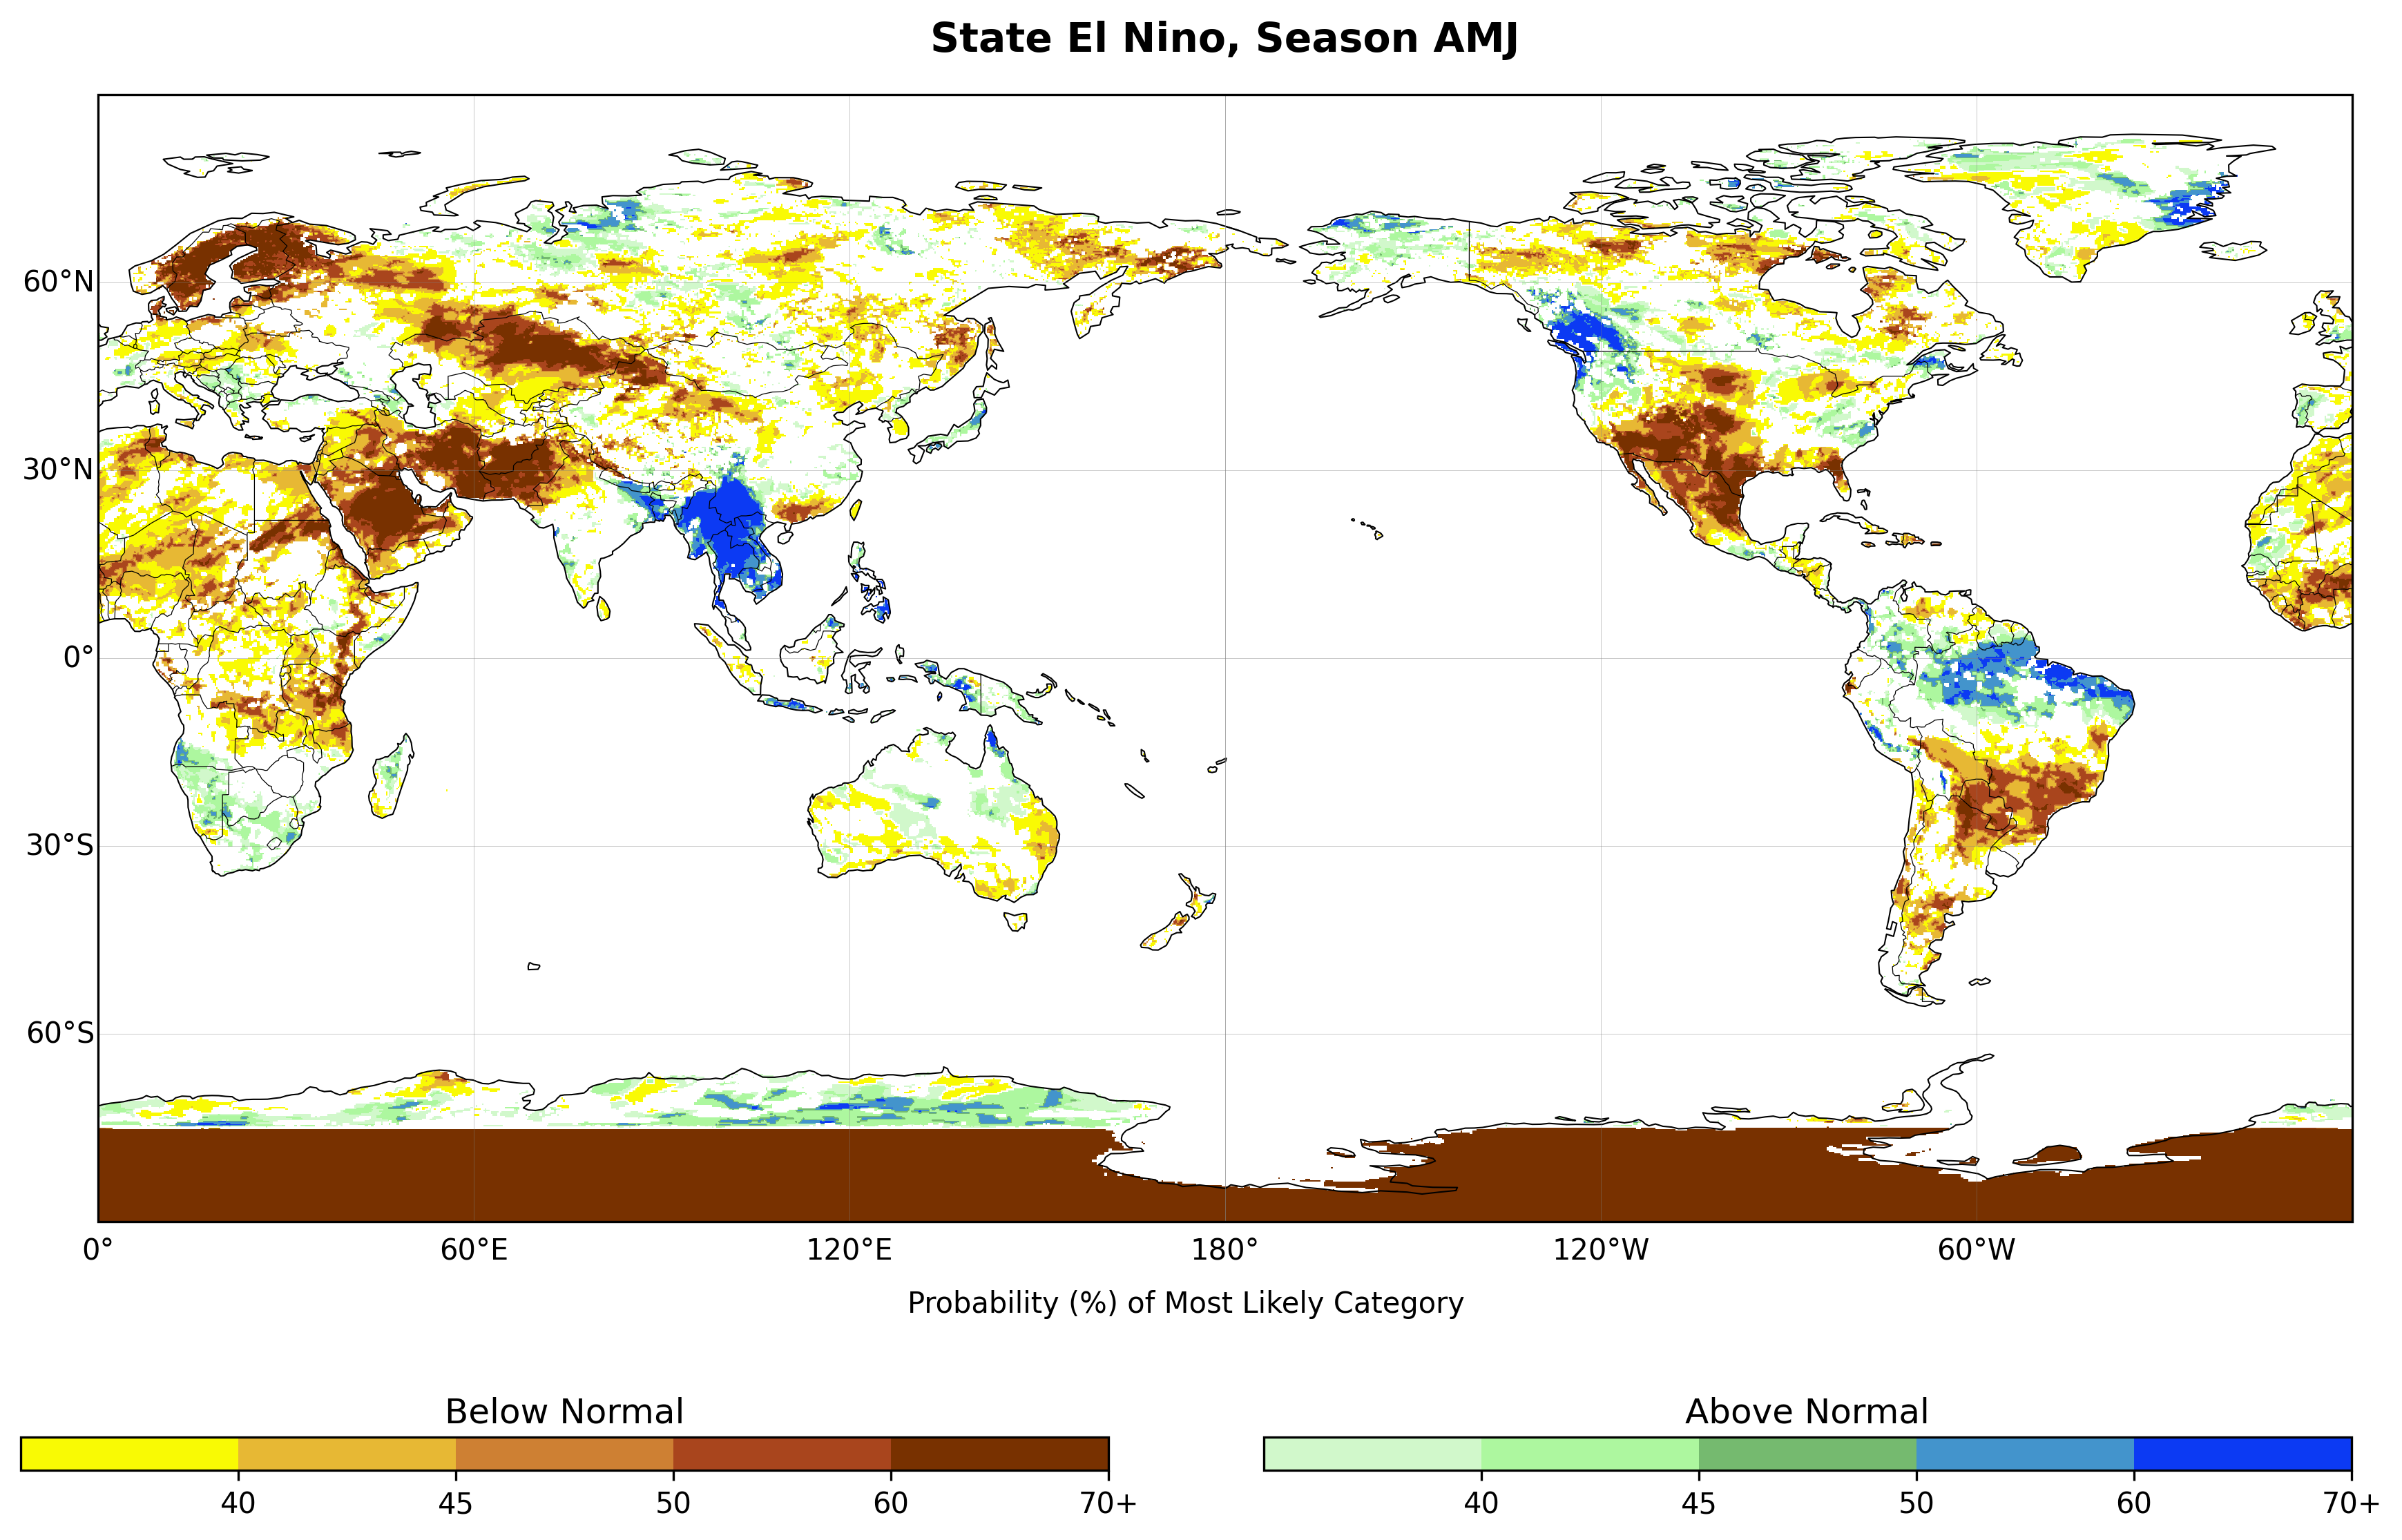 State El Nino, Season AMJ
60°N
30°N
0°
30°S
60°S
0° 60°E 120°E 180° 120°W 60°W
Probability (%) of Most Likely Category
Below Normal Above Normal
40 45 50 60 70+ 40 45 50 60 70+